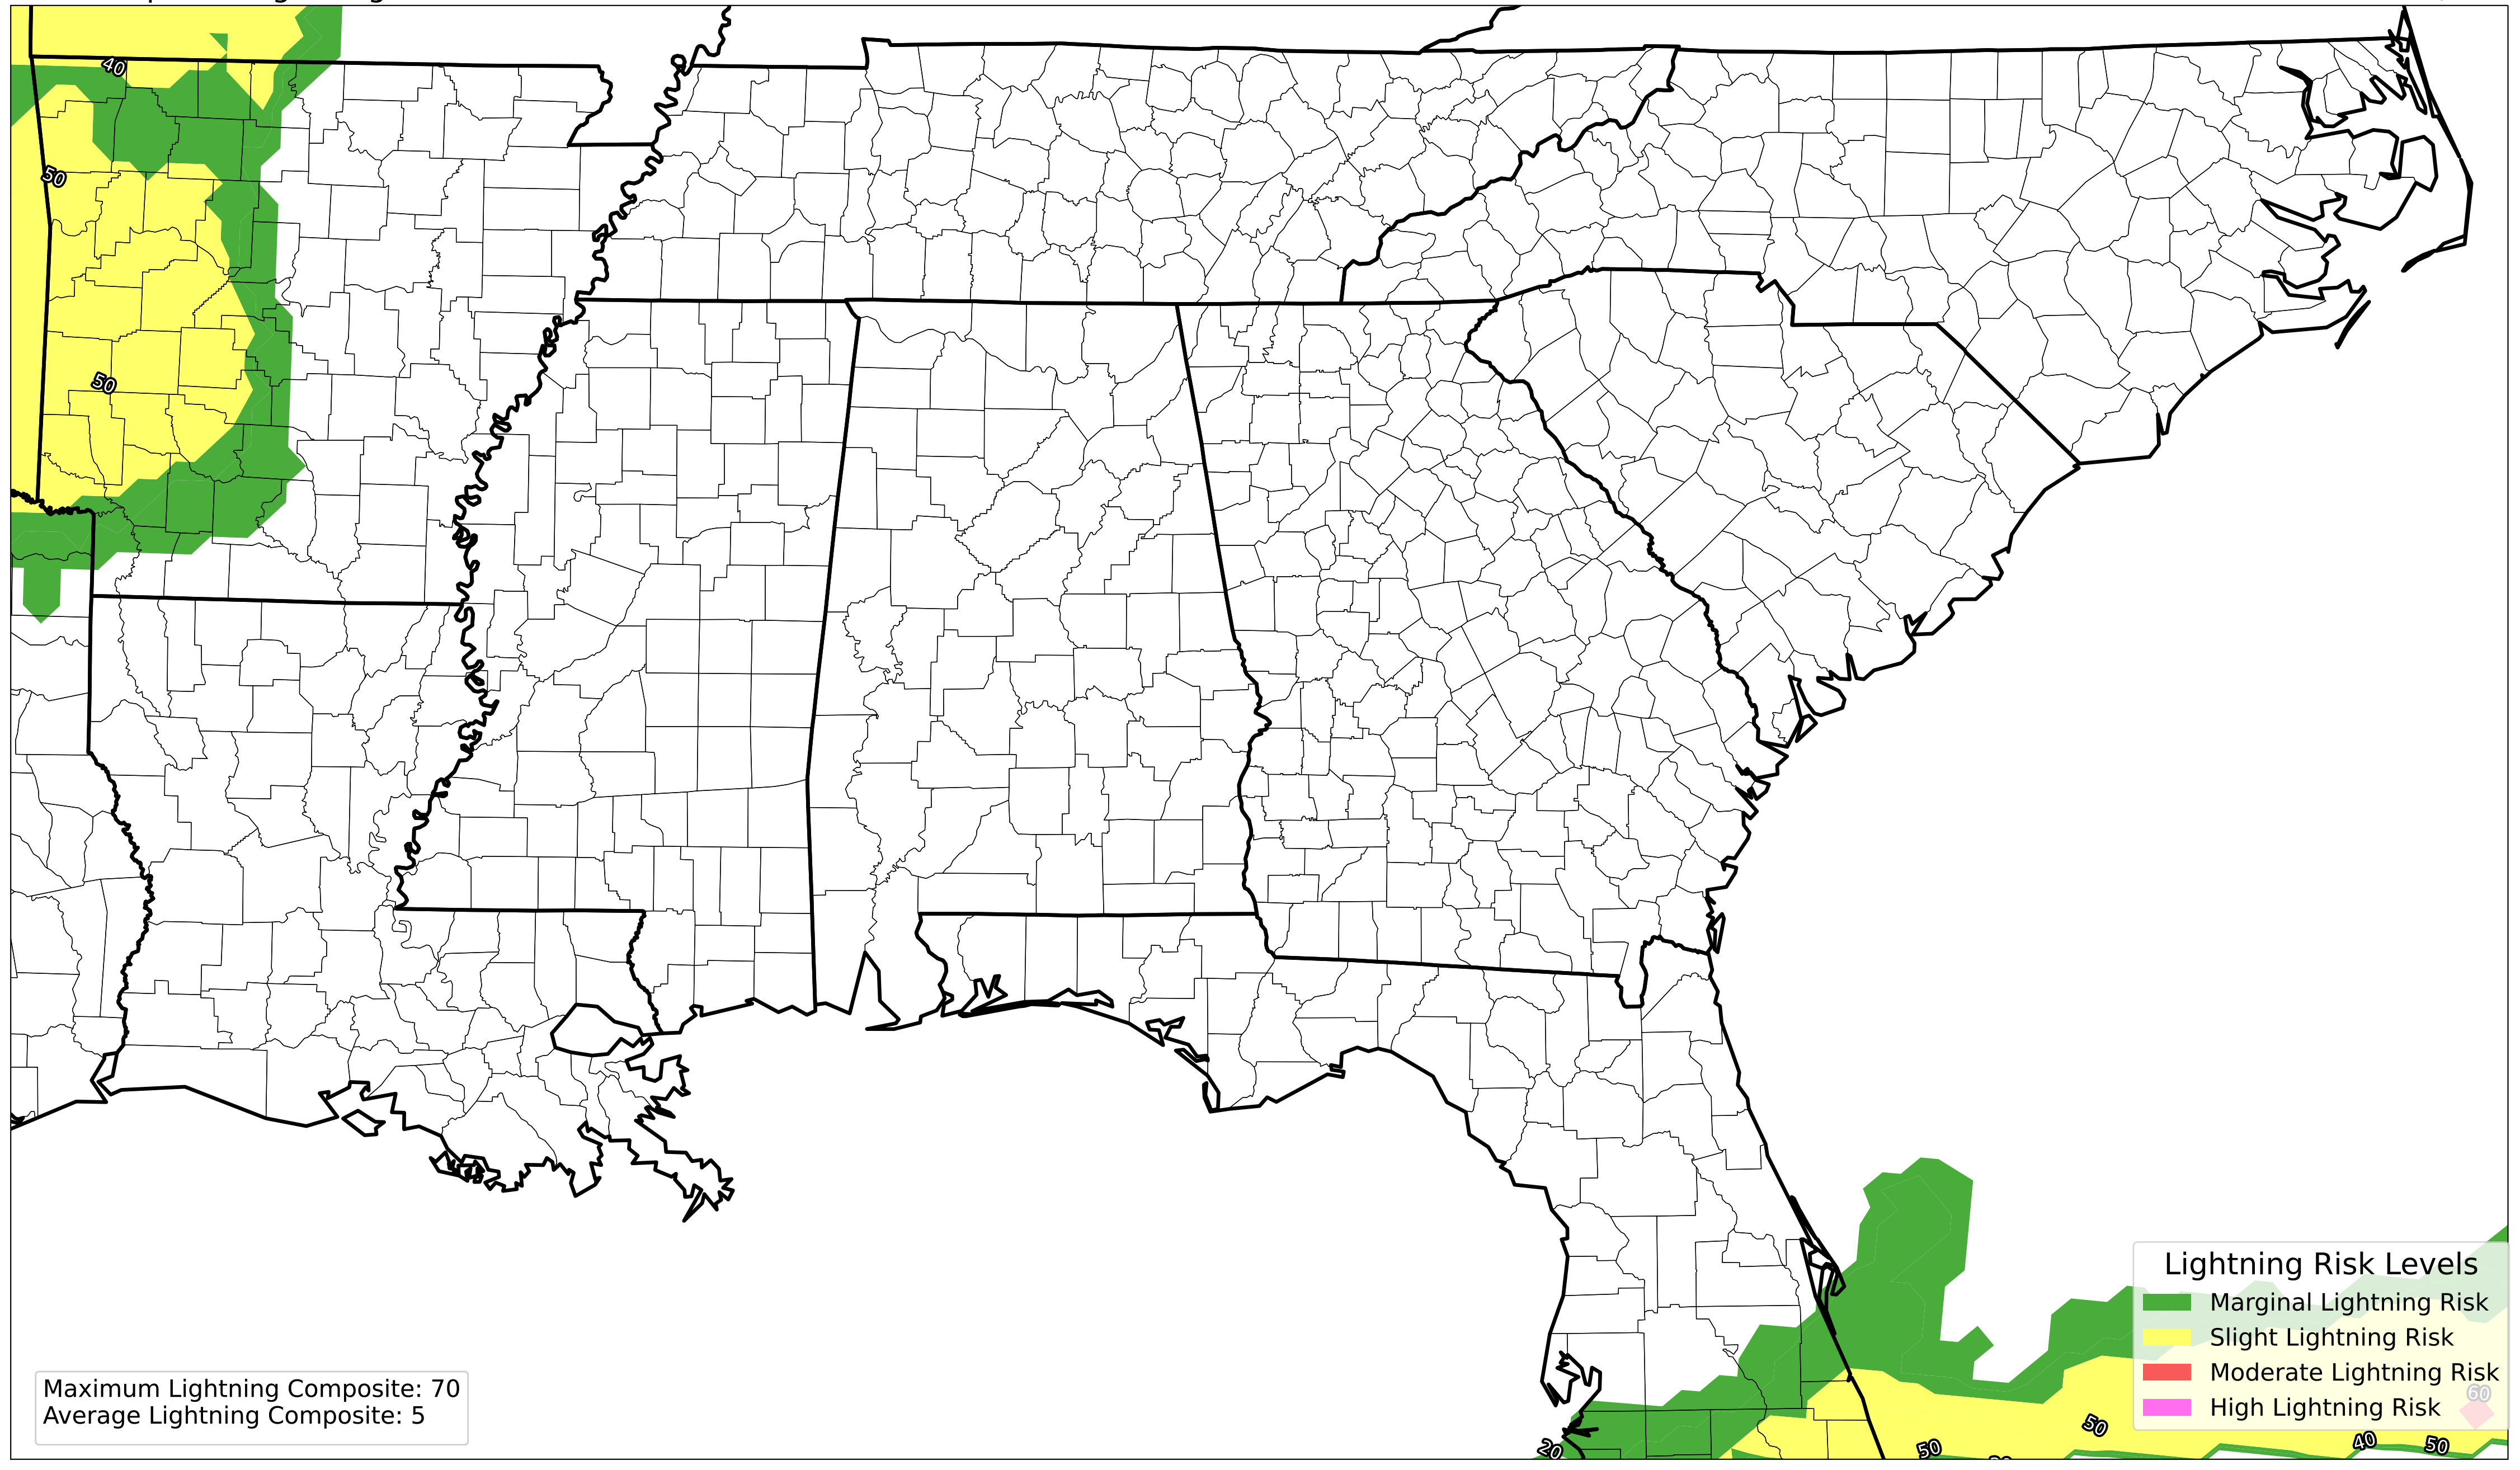 40
50
50
Lightning Risk Levels
Marginal Lightning Risk
Slight Lightning Risk
Moderate Lightning Risk
High Lightning Risk
Maximum Lightning Composite: 70
Average Lightning Composite: 5
60
50
20
50
40
50